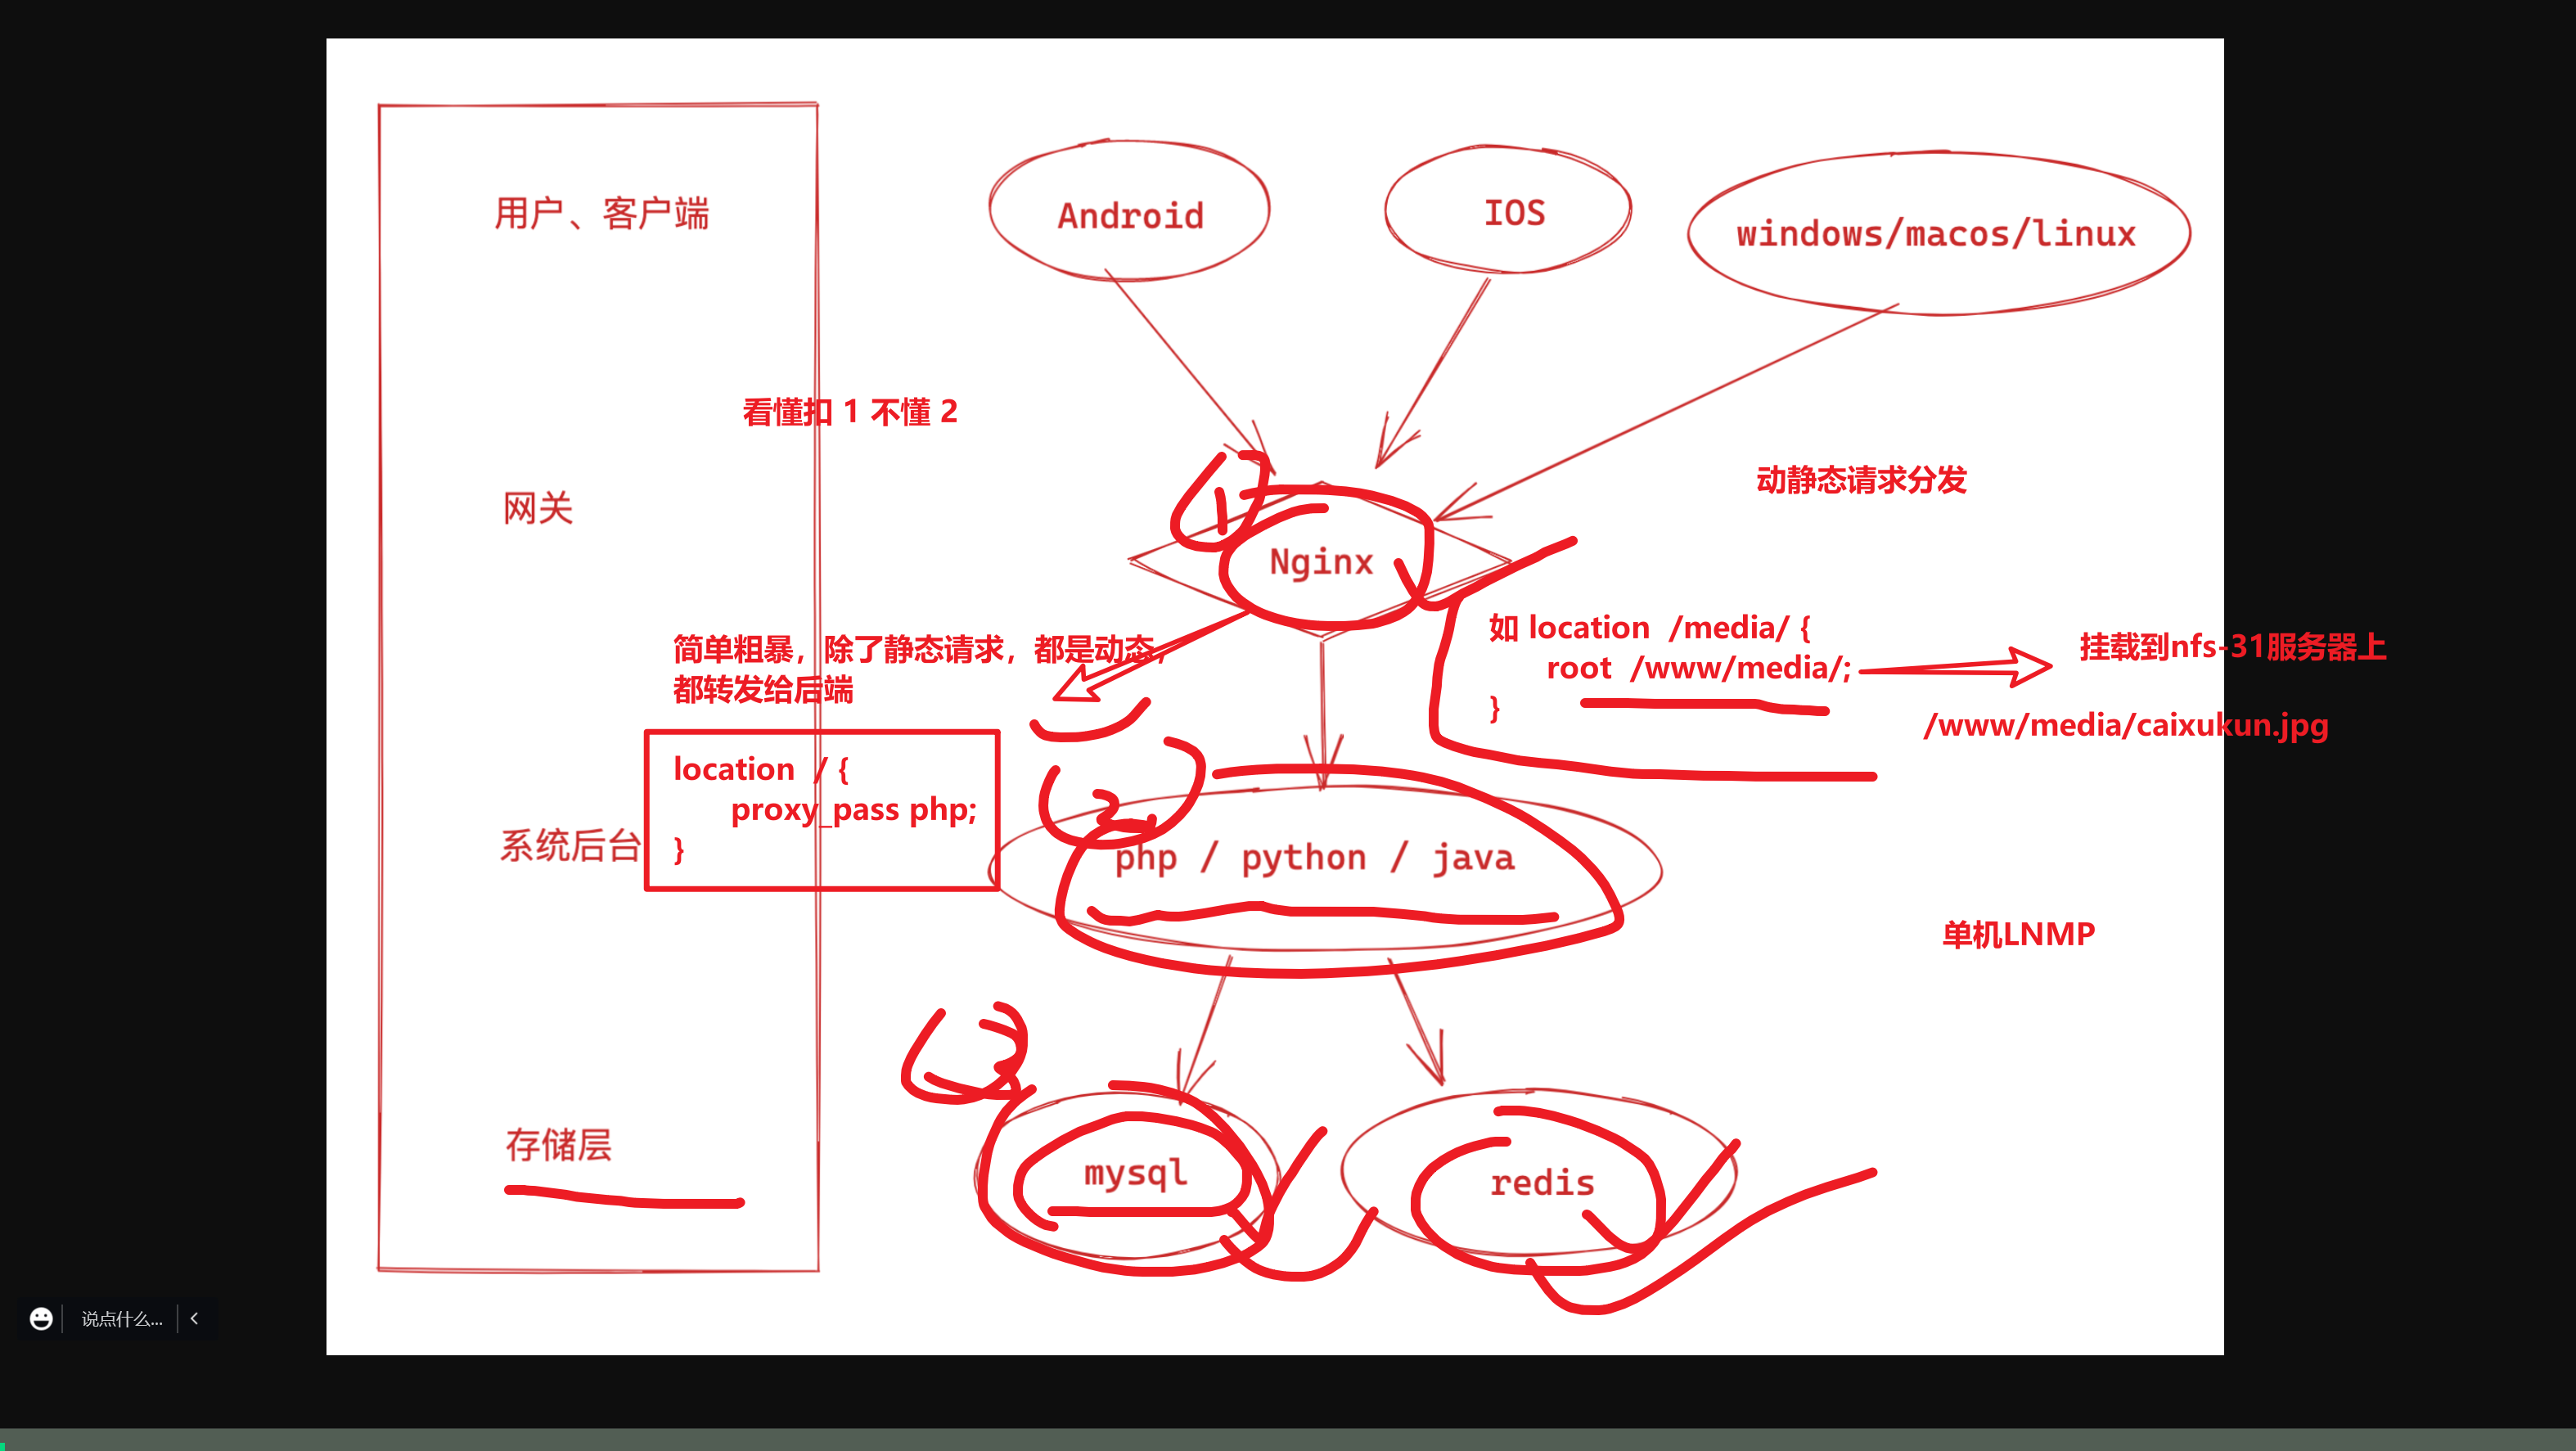 用户、客户端
Android
IOS
windows/macos/linux
看懂扣 1 不懂 2
网关
1
Nginx
动静态请求分发
简单粗暴，除了静态请求，都是动态，
都转发给后端
如 location /media/ {
root /www/media/;
}
挂载到nfs-31服务器上
/www/media/caixukun.jpg
location / {
proxy_pass php;
}
系统后台
2
php / python / java
单机LNMP
3
存储层
mysql
redis
说点什么...